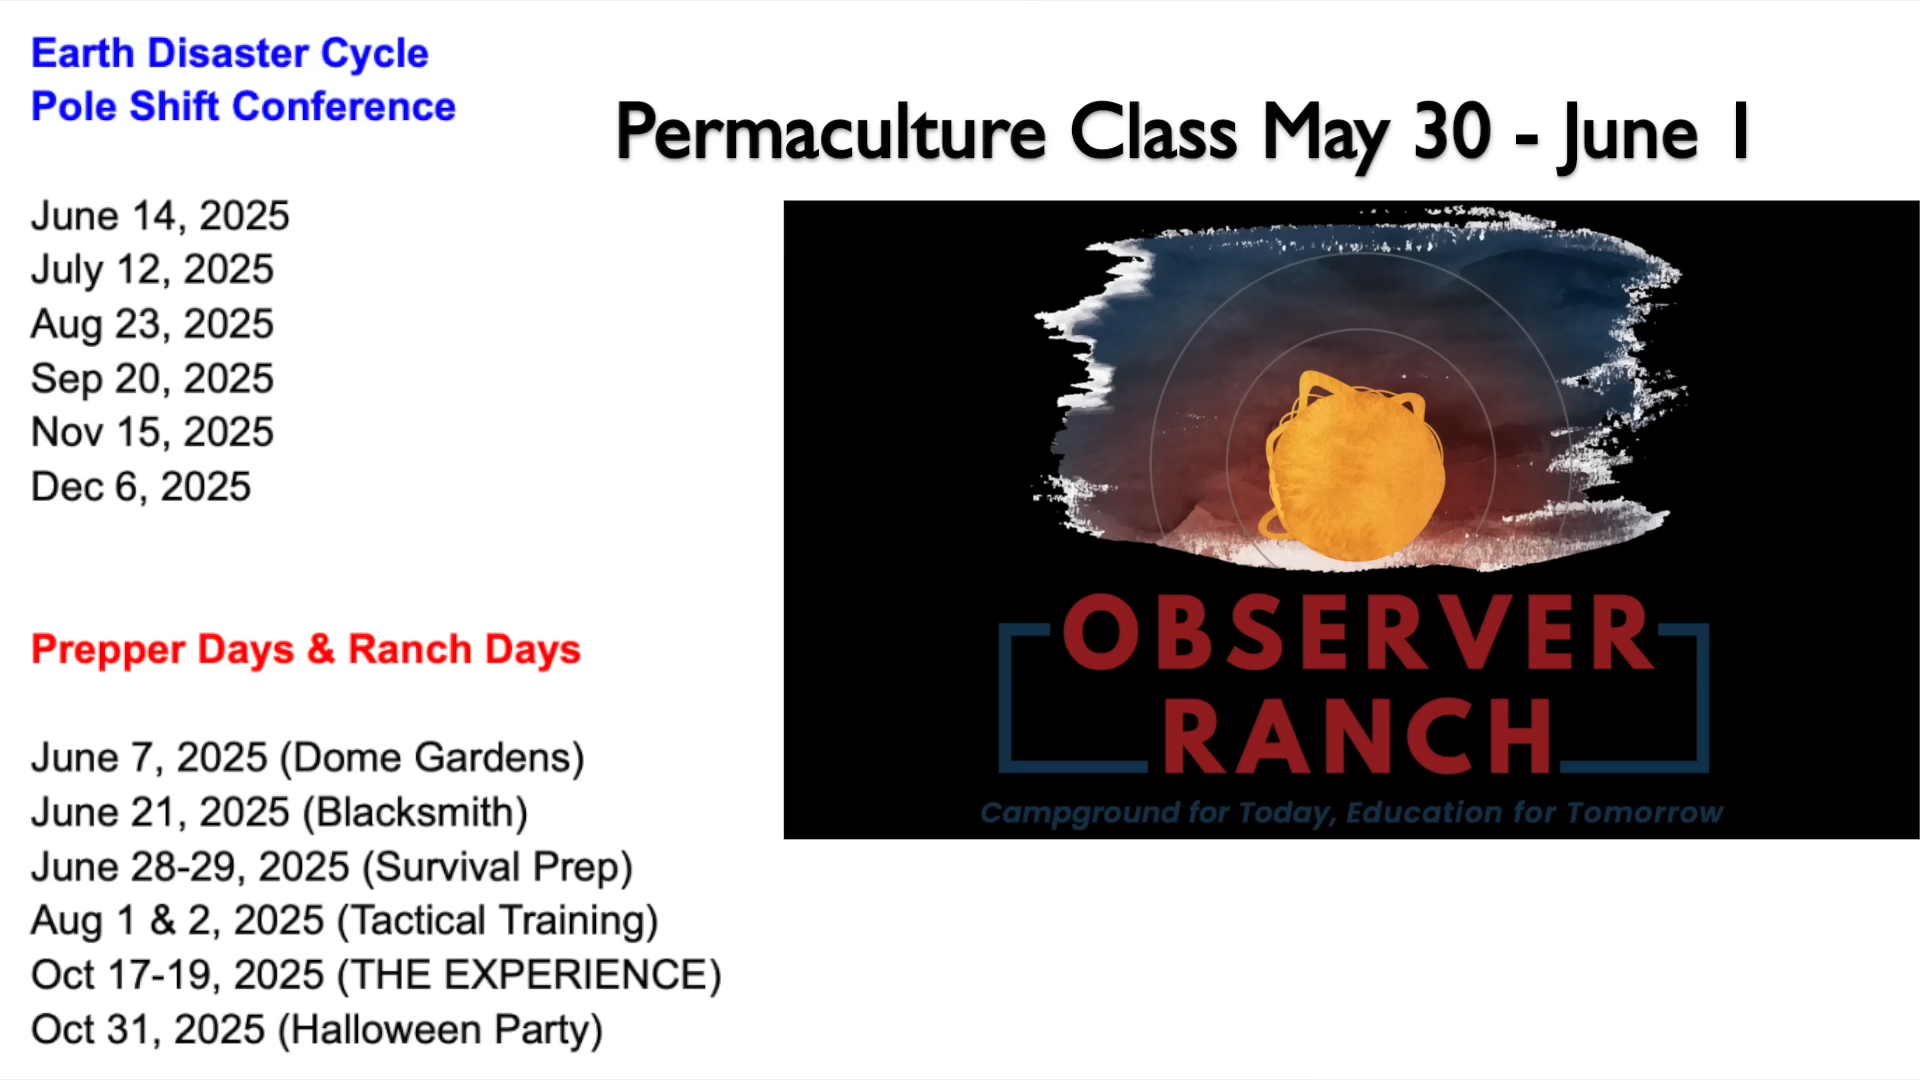 Earth Disaster Cycle
Pole Shift Conference
June 14, 2025
July 12, 2025
Aug 23, 2025
Sep 20, 2025
Nov 15, 2025
Dec 6, 2025
Prepper Days & Ranch Days
June 7, 2025 (Dome Gardens)
June 21, 2025 (Blacksmith)
June 28-29, 2025 (Survival Prep)
Aug 1 & 2, 2025 (Tactical Training)
Oct 17-19, 2025 (THE EXPERIENCE)
Oct 31, 2025 (Halloween Party)
Permaculture Class May 30 - June 1
OBSERVER
RANCH
Campground for Today, Education for Tomorrow